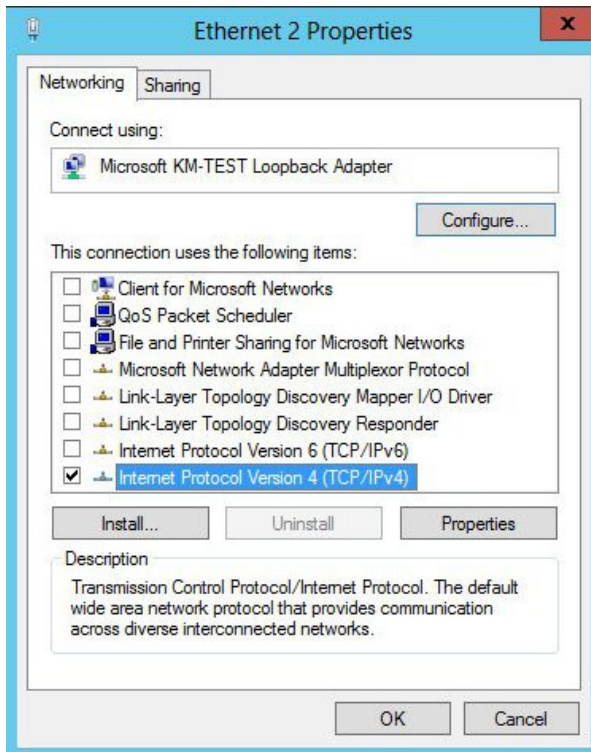 Ethernet 2 Properties
x
Networking
Sharing
Connect using:
Microsoft KM-TEST Loopback Adapter
Configure...
This connection uses the following items:
Client for Microsoft Networks
QoS Packet Scheduler
File and Printer Sharing for Microsoft Networks
Microsoft Network Adapter Multiplexor Protocol
Link-Layer Topology Discovery Mapper I/O Driver
Link-Layer Topology Discovery Responder
Internet Protocol Version 6 (TCP/IPv6)
Internet Protocol Version 4 (TCP/IPv4)
Install...
Uninstall
Properties
Description
Transmission Control Protocol/Internet Protocol. The default
wide area network protocol that provides communication
across diverse interconnected networks.
OK
Cancel